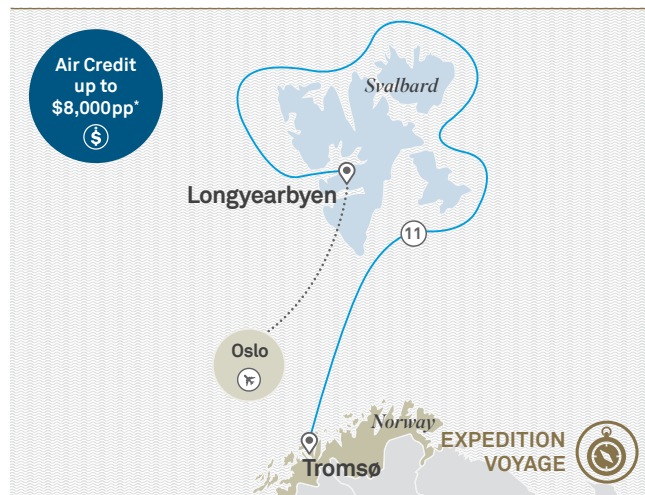 Air Credit
up to
$8,000pp*
$
Svalbard
Longyearbyen
11
Oslo
Norway
Tromsø
EXPEDITION
VOYAGE